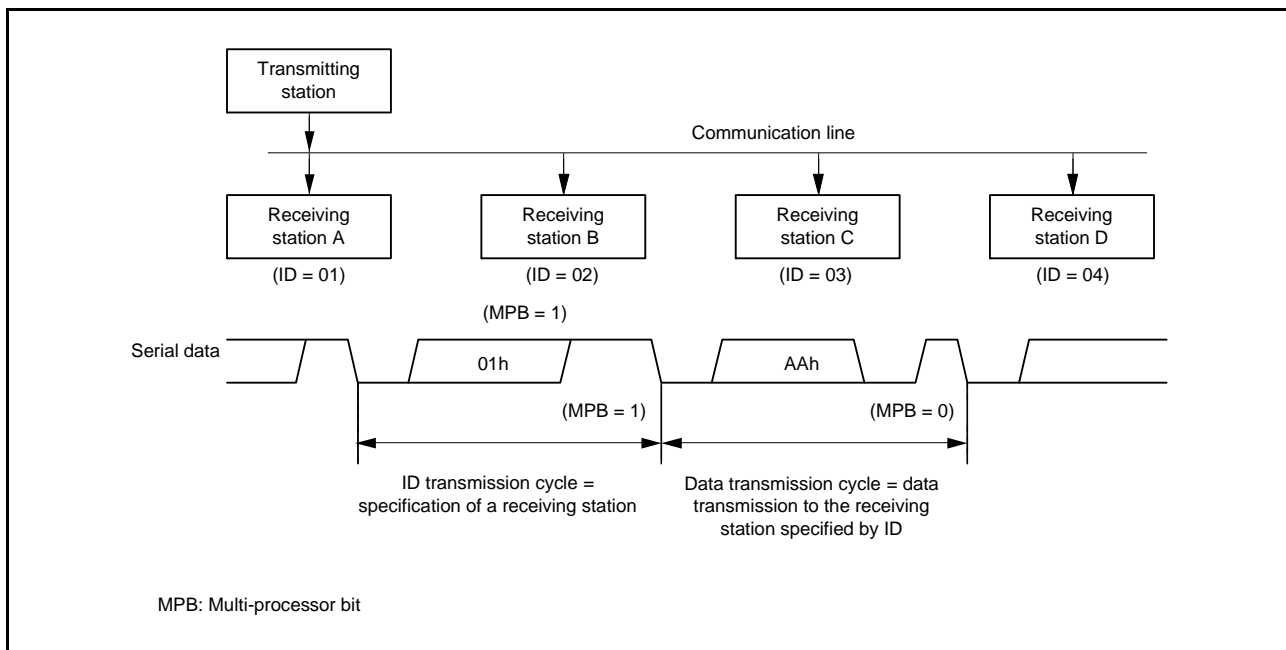 Transmitting
station
Communication line
Receiving
station A
Receiving
station B
Receiving
station C
Receiving
station D
(ID = 01)
(ID = 02)
(ID = 03)
(ID = 04)
(MPB = 1)
Serial data
01h
AAh
(MPB = 1)
(MPB = 0)
ID transmission cycle =
specification of a receiving station
Data transmission cycle = data
transmission to the receiving
station specified by ID
MPB: Multi-processor bit